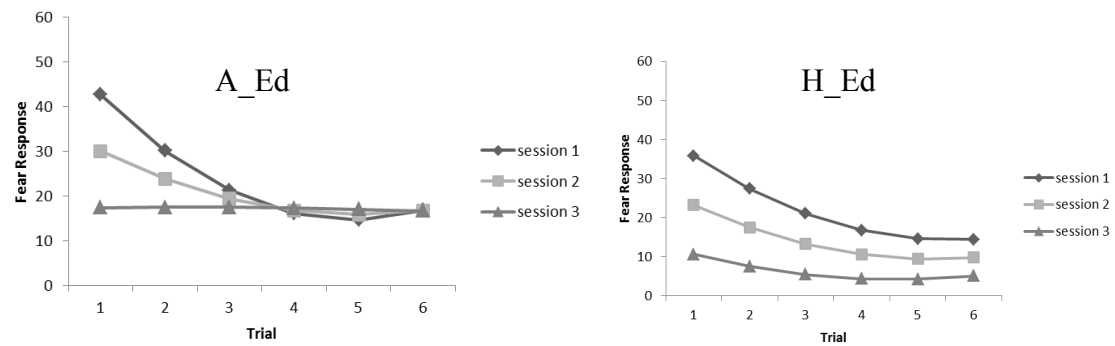 A_Ed
Fear Response
60
50
40
30
20
10
0
1 2 3 4 5 6
Trial
session 1
session 2
session 3
H_Ed
Fear Response
60
50
40
30
20
10
0
1 2 3 4 5 6
Trial
session 1
session 2
session 3